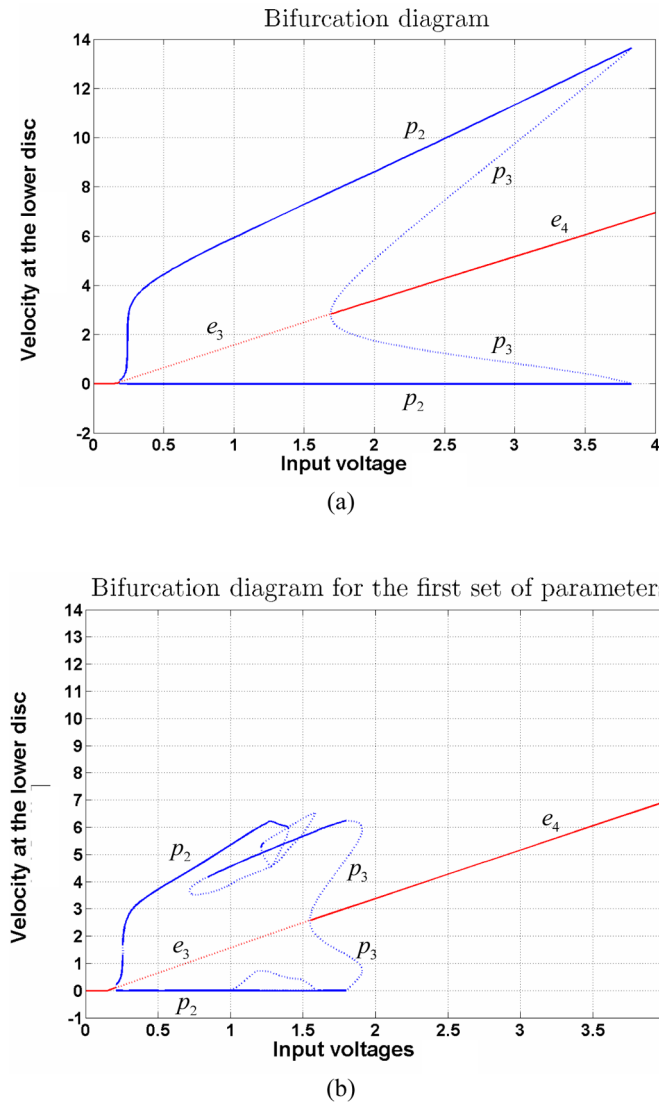 Bifurcation diagram
14
12
10
8
6
4
2
0
-2
Velocity at the lower disc
p2
p3
e4
e3
p3
p2
0 0.5 1 1.5 2 2.5 3 3.5 4
Input voltage
(a)
Bifurcation diagram for the first set of parameters
14
13
12
11
10
9
8
7
6
5
4
3
2
1
0
-1
Velocity at the lower disc
p2
p3
e4
e3
p3
p2
0 0.5 1 1.5 2 2.5 3 3.5
Input voltages
(b)